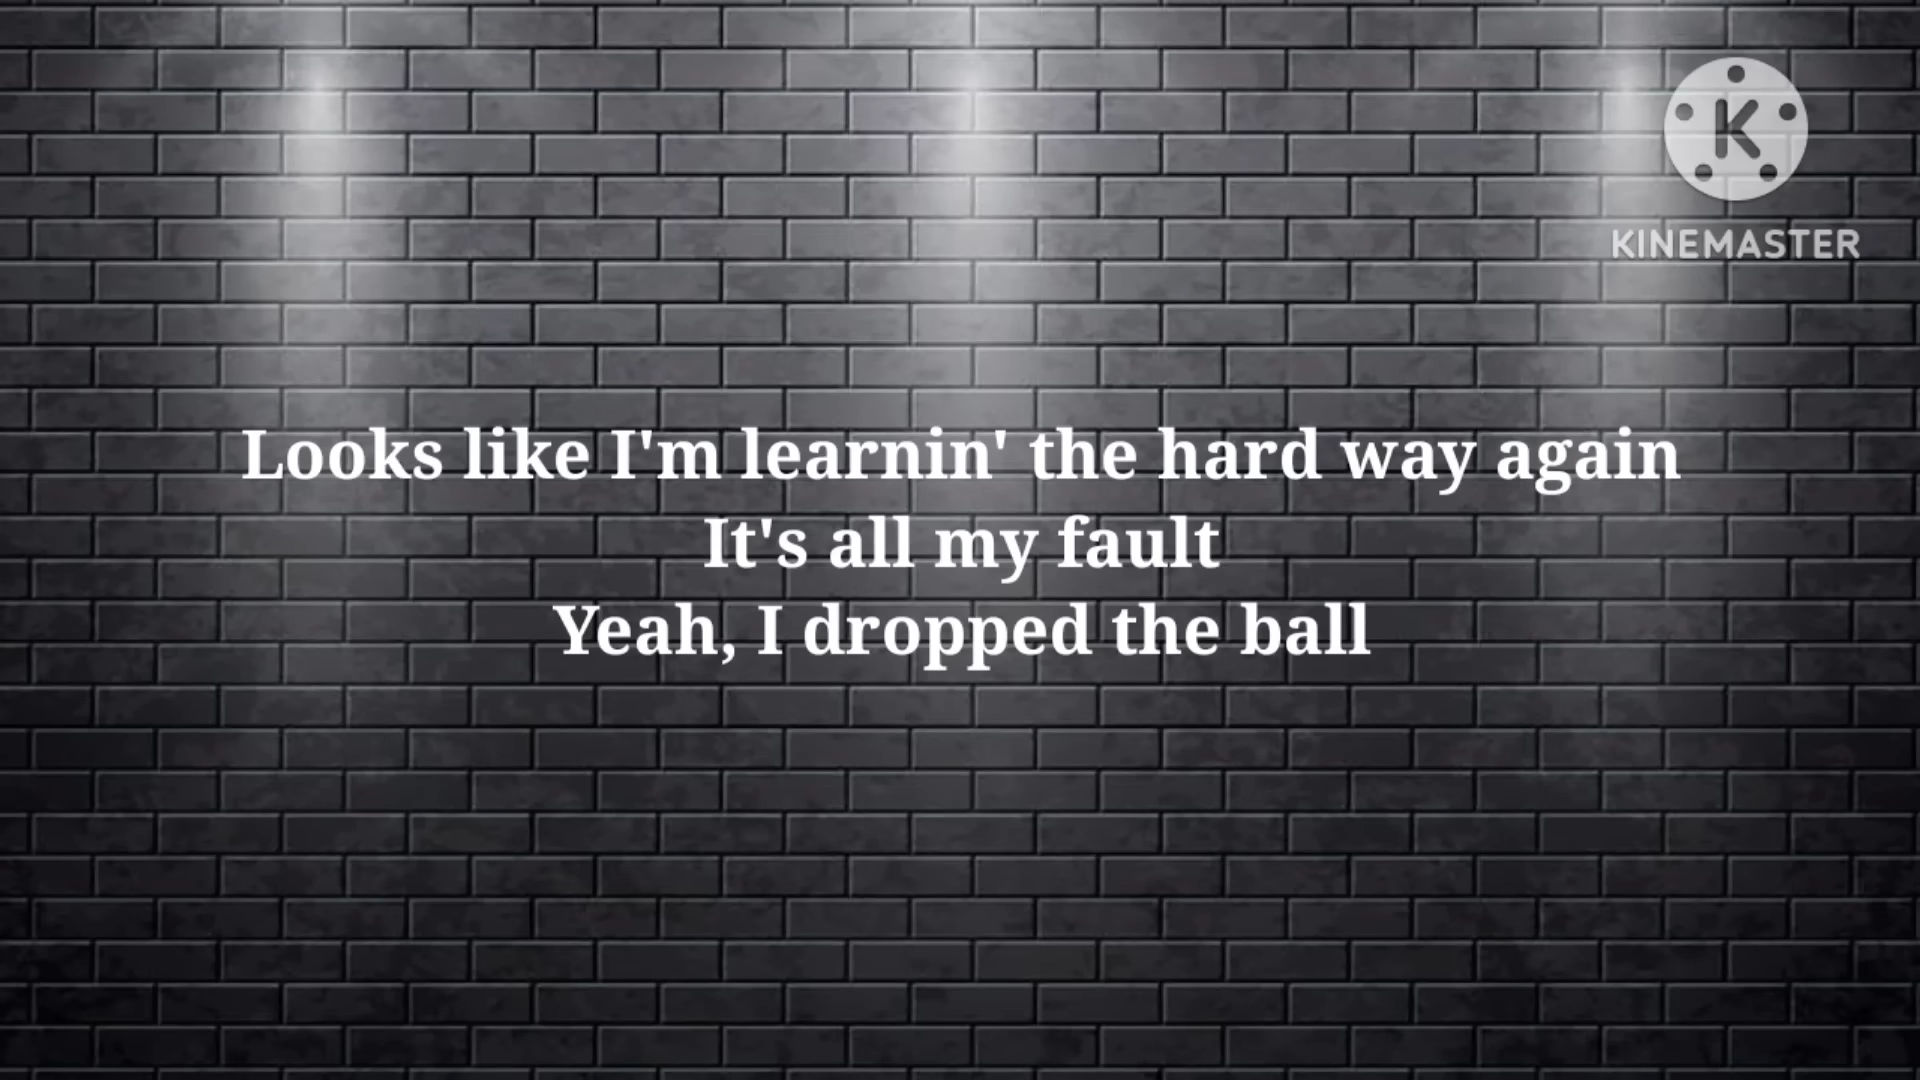 K
KINEMASTER
Looks like I'm learnin' the hard way again
It's all my fault
Yeah, I dropped the ball